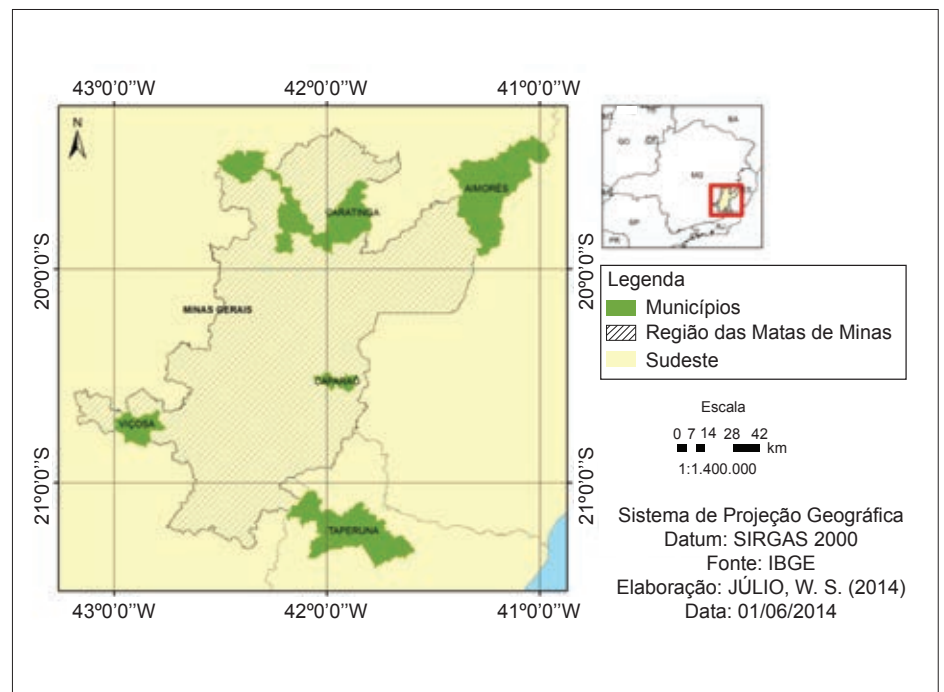 43º0'0''W 42º0'0''W 41º0'0''W
N
AIMORÉS
CARATINGA
20º0'0''S 20º0'0''S
MINAS GERAIS
CAPARAÓ
VIÇOSA
21º0'0''S 21º0'0''S
TAPERUNA
43º0'0''W 42º0'0''W 41º0'0''W
BA
GO
MG
SP
PR
Legenda
Municípios
Região das Matas de Minas
Sudeste
Escala
0 7 14 28 42
km
1:1.400.000
Sistema de Projeção Geográfica
Datum: SIRGAS 2000
Fonte: IBGE
Elaboração: JÚLIO, W. S. (2014)
Data: 01/06/2014